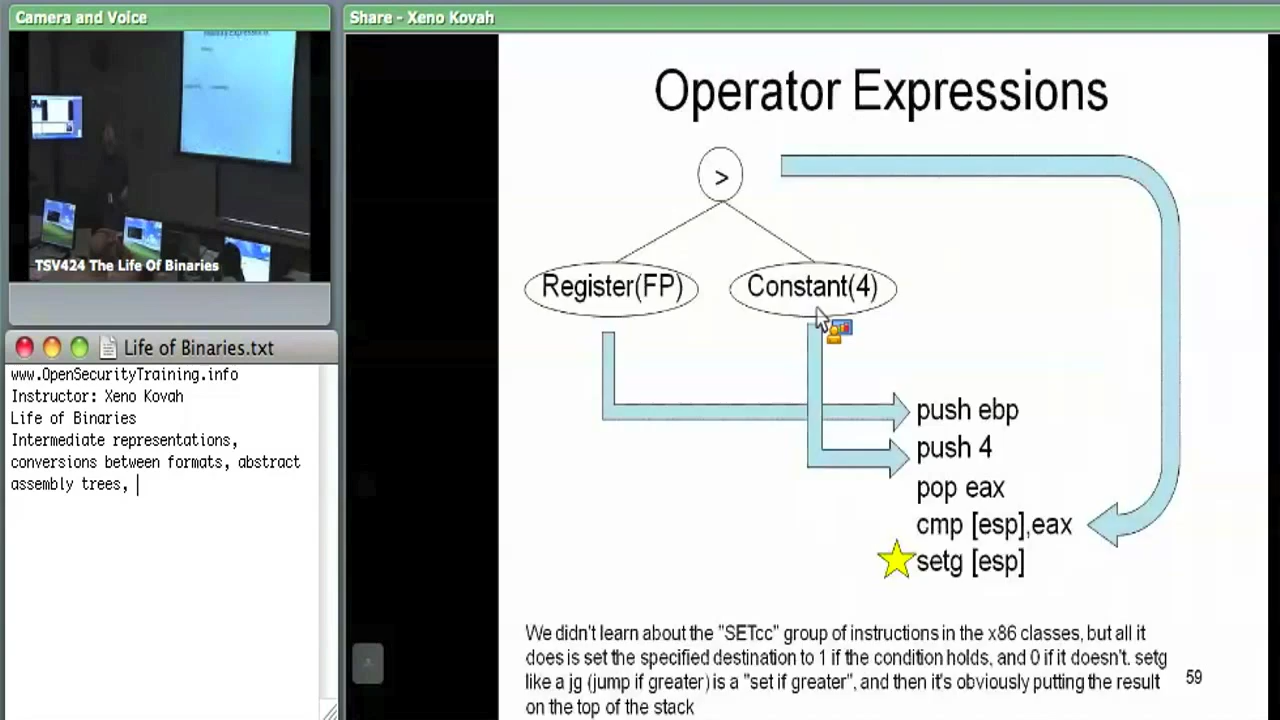 Camera and Voice
TSV424 The Life Of Binaries
Life of Binaries.txt
www.OpenSecurityTraining.info
Instructor: Xeno Kovah
Life of Binaries
Intermediate representations,
conversions between formats, abstract
assembly trees,
Share - Xeno Kovah
Operator Expressions
>
Register(FP)
Constant(4)
push ebp
push 4
pop eax
cmp [esp],eax
setg [esp]
We didn't learn about the "SETcc" group of instructions in the x86 classes, but all it
does is set the specified destination to 1 if the condition holds, and 0 if it doesn't. setg
like a jg (jump if greater) is a "set if greater", and then it's obviously putting the result
on the top of the stack
59